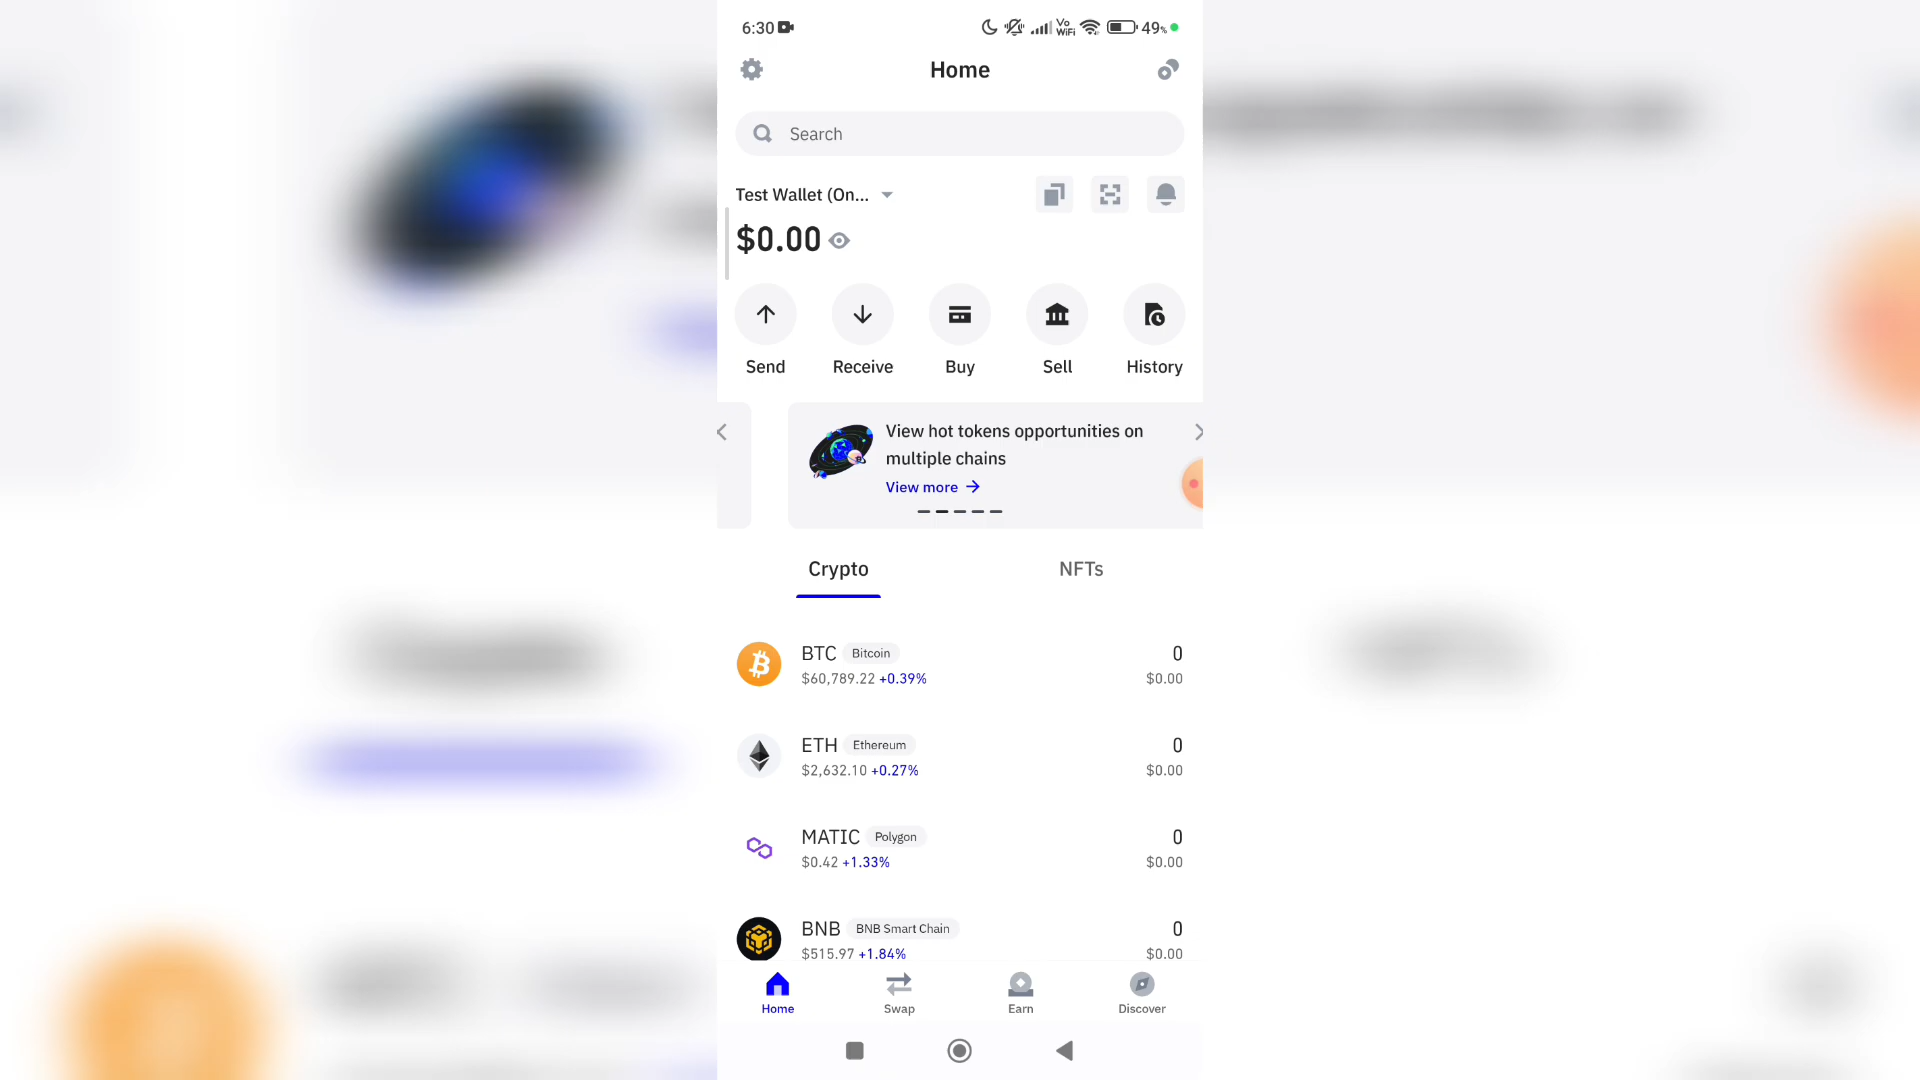 6:30
Vo
WiFi
49%
Home
Search
Test Wallet (On...
$0.00
Send
Receive
Buy
Sell
History
View hot tokens opportunities on
multiple chains
View more
Crypto
NFTs
BTC Bitcoin
0
$60,789.22 +0.39%
$0.00
ETH Ethereum
0
$2,632.10 +0.27%
$0.00
MATIC Polygon
0
$0.42 +1.33%
$0.00
BNB BNB Smart Chain
0
$515.97 +1.84%
$0.00
Home
Swap
Earn
Discover